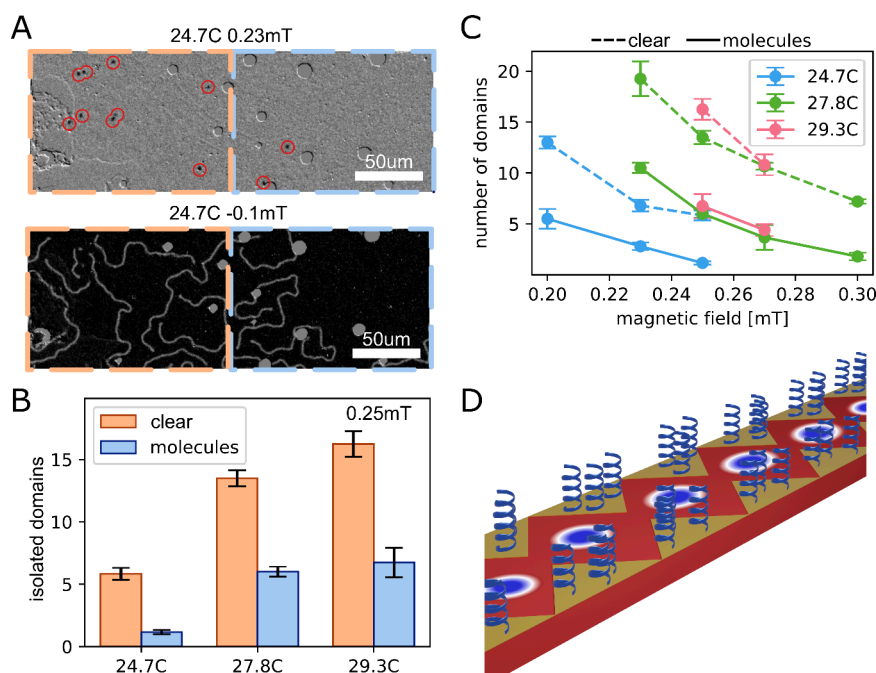 A
24.7C 0.23mT
50um
24.7C -0.1mT
50um
B
isolated domains
15
10
5
0
clear
molecules
0.25mT
24.7C
27.8C
29.3C
C
clear
molecules
number of domains
20
15
10
5
24.7C
27.8C
29.3C
0.20
0.22
0.24
0.26
0.28
0.30
magnetic field [mT]
D